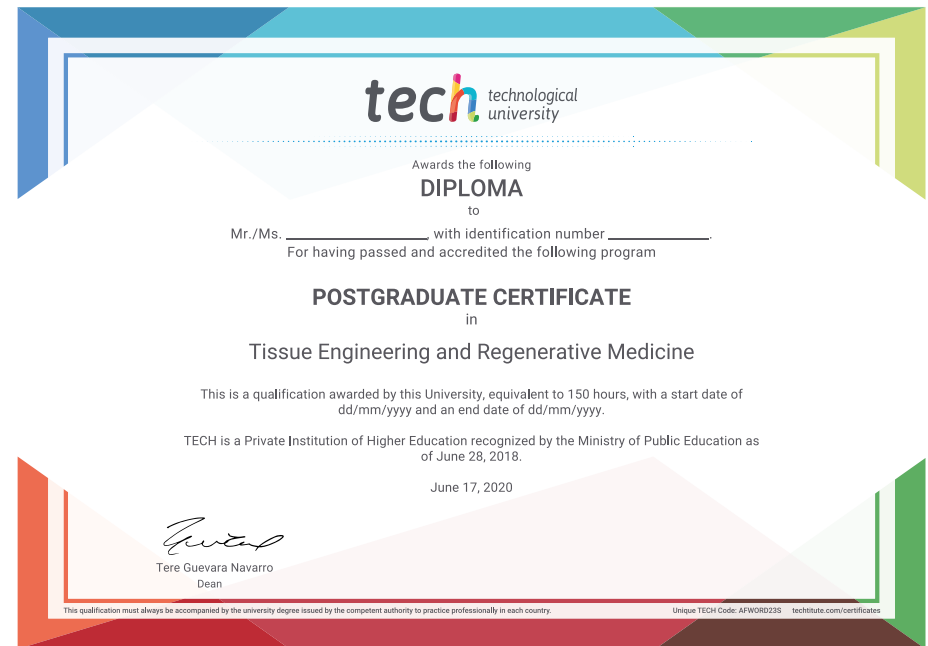 tech technological
university
Awards the following
DIPLOMA
to
Mr./Ms. ____________________, with identification number ______________.
For having passed and accredited the following program
POSTGRADUATE CERTIFICATE
in
Tissue Engineering and Regenerative Medicine
This is a qualification awarded by this University, equivalent to 150 hours, with a start date of
dd/mm/yyyy and an end date of dd/mm/yyyy.
TECH is a Private Institution of Higher Education recognized by the Ministry of Public Education as
of June 28, 2018.
June 17, 2020
Tere Guevara Navarro
Dean
This qualification must always be accompanied by the university degree issued by the competent authority to practice professionally in each country.
Unique TECH Code: AFWORD23S techtitute.com/certificates